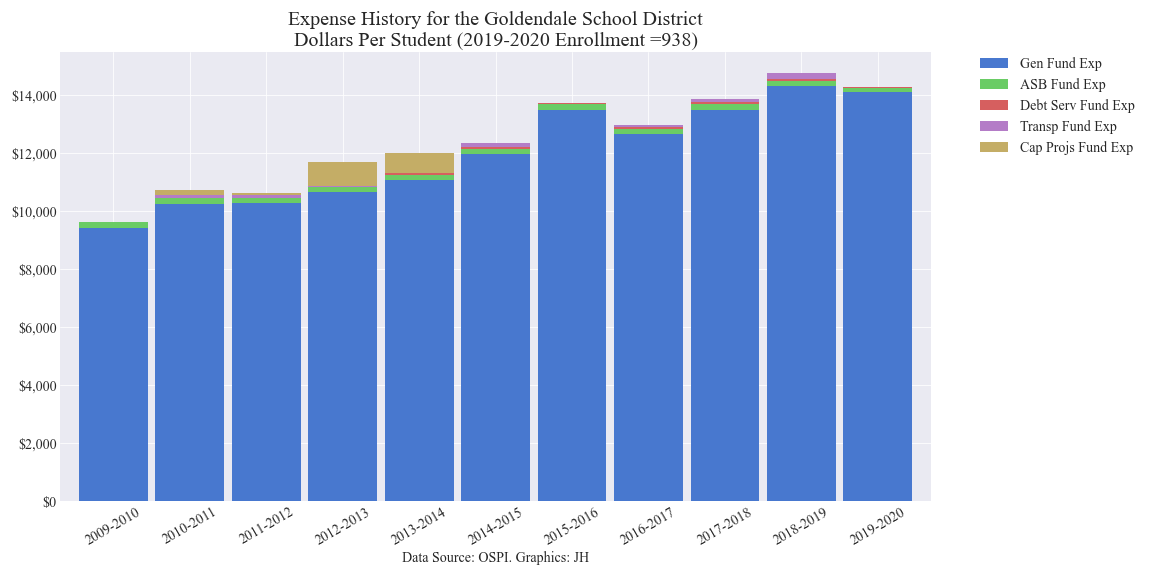 Expense History for the Goldendale School District
Dollars Per Student (2019-2020 Enrollment =938)
Gen Fund Exp
ASB Fund Exp
Debt Serv Fund Exp
Transp Fund Exp
Cap Projs Fund Exp
$14,000
$12,000
$10,000
$8,000
$6,000
$4,000
$2,000
$0
2009-2010
2010-2011
2011-2012
2012-2013
2013-2014
2014-2015
2015-2016
2016-2017
2017-2018
2018-2019
2019-2020
Data Source: OSPI. Graphics: JH